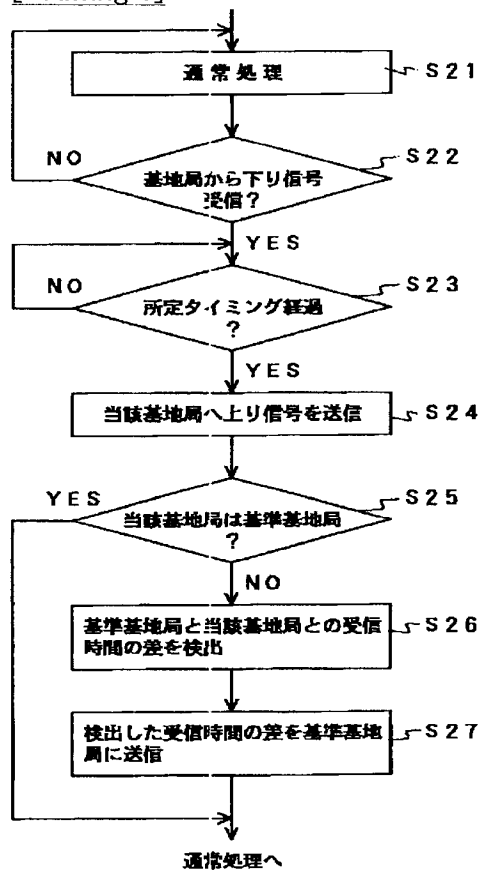 通常処理
S21
NO
S22
基地局から下り信号
受信?
YES
NO
S23
所定タイミング経過
?
YES
当該基地局へ上り信号を送信
S24
YES
S25
当該基地局は基準基地局
?
NO
基準基地局と当該基地局との受信
時間の差を検出
S26
検出した受信時間の差を基準基地
局に送信
S27
通常処理へ